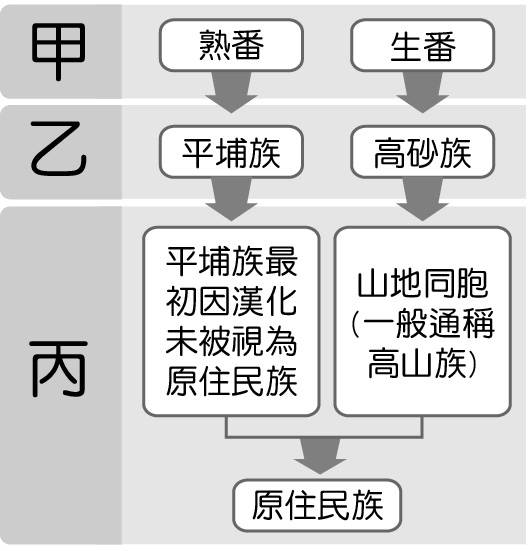 甲
熟番
生番
乙
平埔族
高砂族
丙
平埔族最
初因漢化
未被視為
原住民族
山地同胞
(一般通稱
高山族)
原住民族